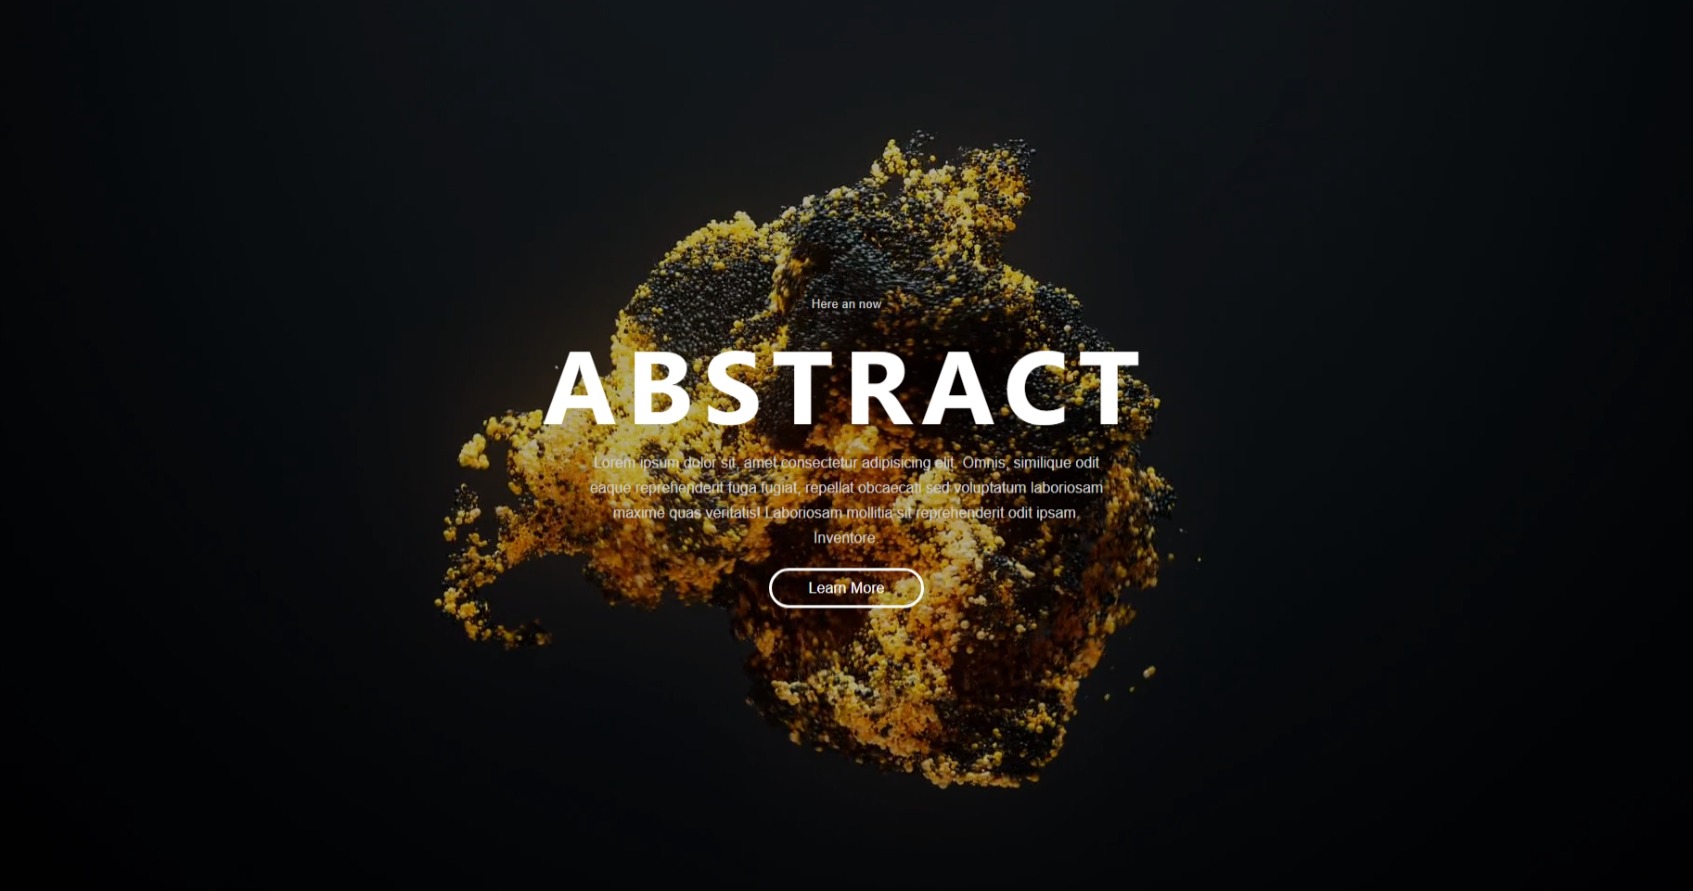 Here an now
ABSTRACT
Lorem ipsum dolor sit, amet consectetur adipisicing elit. Omnis, similique odit
eaque reprehenderit fuga fugiat, repellat obcaecati sed voluptatum laboriosam
maxime quas veritatis! Laboriosam mollitia sit reprehenderit odit ipsam.
Inventore.
Learn More